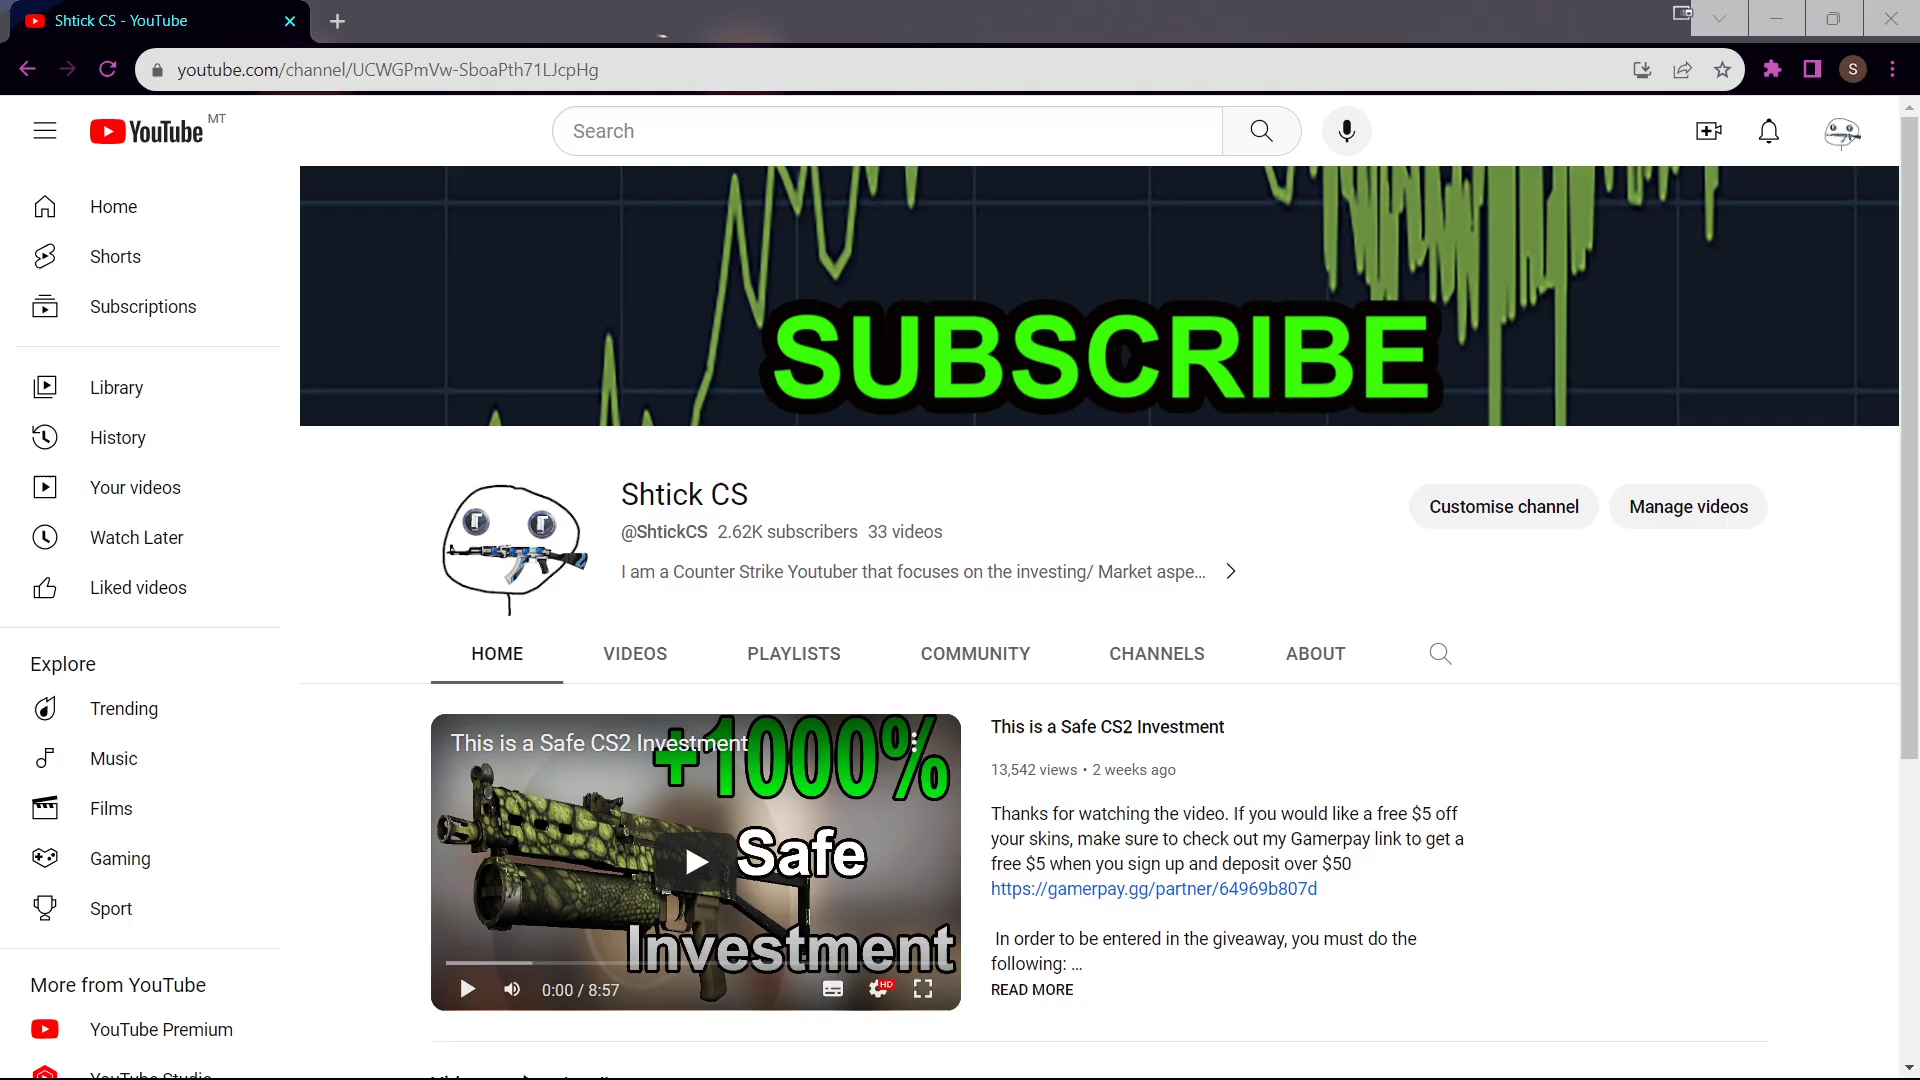 Shtick CS - YouTube
youtube.com/channel/UCWGPmVw-SboaPth71LJcpHg
S
YouTube MT
Search
Home
Shorts
Subscriptions
Library
History
Your videos
Watch Later
Liked videos
Explore
Trending
Music
Films
Gaming
Sport
More from YouTube
YouTube Premium
YouTube Studio
SUBSCRIBE
Shtick CS
@ShtickCS 2.62K subscribers 33 videos
I am a Counter Strike Youtuber that focuses on the investing/ Market aspe...
Customise channel
Manage videos
HOME VIDEOS PLAYLISTS COMMUNITY CHANNELS ABOUT
This is a Safe CS2 Investment
+1000%
Safe
Investment
0:00 / 8:57
HD
This is a Safe CS2 Investment
13,542 views • 2 weeks ago
Thanks for watching the video. If you would like a free $5 off
your skins, make sure to check out my Gamerpay link to get a
free $5 when you sign up and deposit over $50
https://gamerpay.gg/partner/64969b807d
In order to be entered in the giveaway, you must do the
following: ...
READ MORE